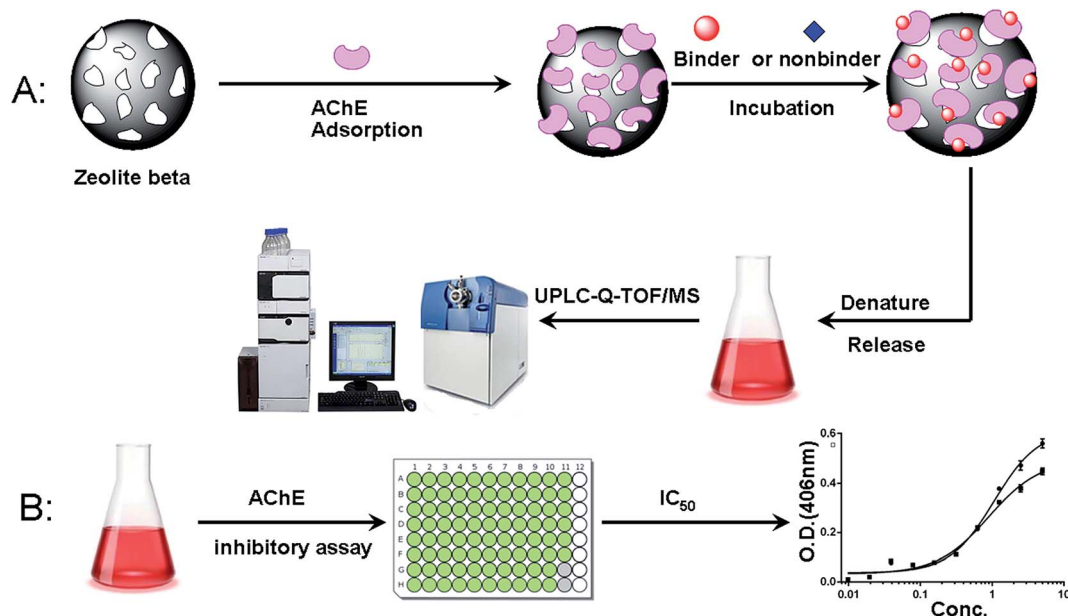 A:
Zeolite beta
AChE
Adsorption
Binder or nonbinder
Incubation
Denature
Release
UPLC-Q-TOF/MS
B:
AChE
inhibitory assay
1 2 3 4 5 6 7 8 9 10 11 12
A
B
C
D
E
F
G
H
IC50
O.D.(406nm)
0.6
0.4
0.2
0.0
0.01
0.1
1
10
Conc.